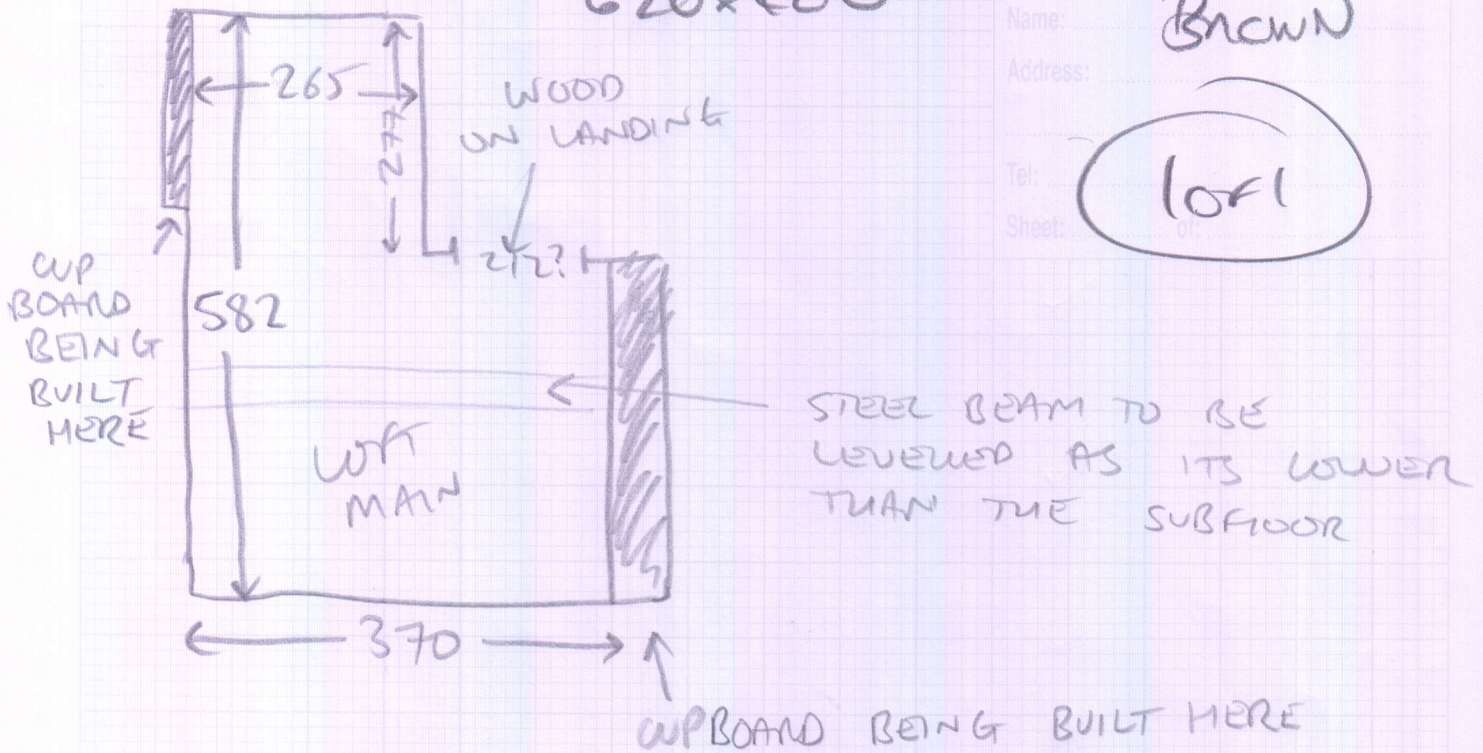 Name: BROWN
Address:
Tel:
Sheet: of:
1 of 1
265
277
WOOD
ON LANDING
CUP
BOARD
BEING
BUILT
HERE
582
LOFT
MAIN
STEEL BEAM TO BE
LEVELLED AS ITS LOWER
THAN THE SUBFLOOR
370
CUPBOARD BEING BUILT HERE